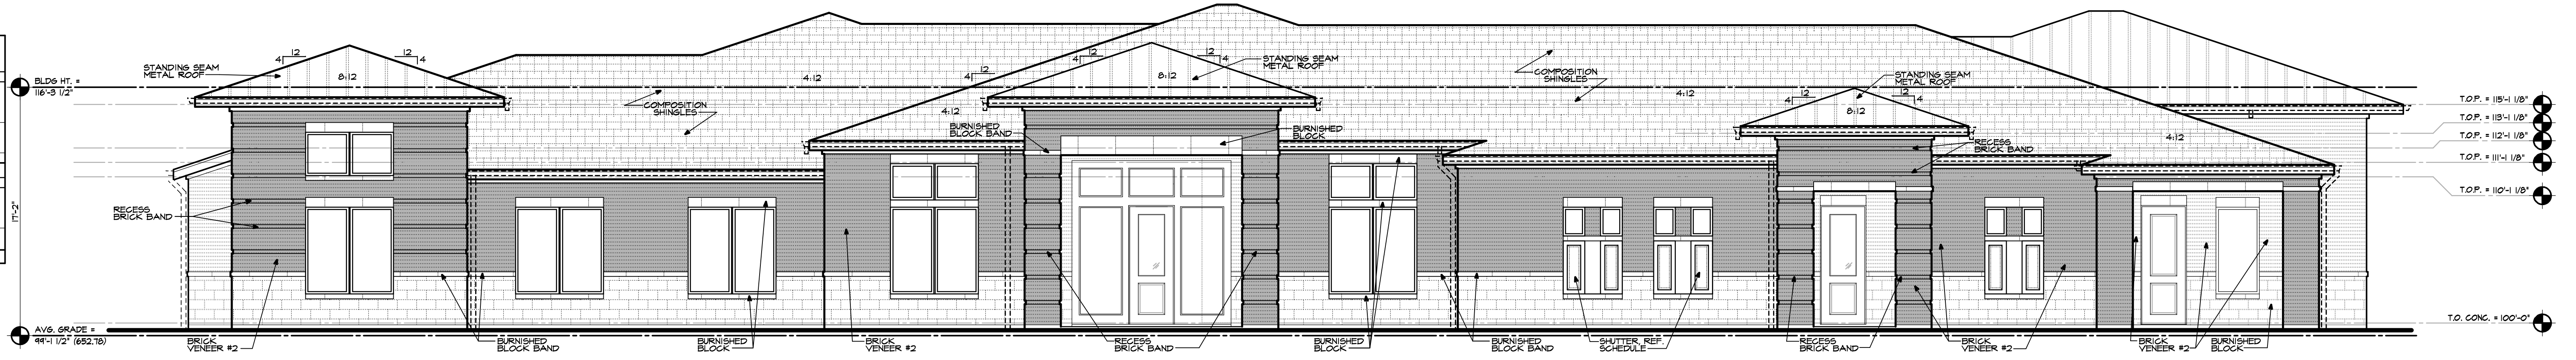 12
12
4
4
8:12
STANDING SEAM
METAL ROOF
BLDG HT. =
116'-3 1/2"
17'-2"
AVG. GRADE =
99'-1 1/2" (652.78)
RECESS
BRICK BAND
4:12
COMPOSITION
SHINGLES
12
4
4:12
12
12
4
4
8:12
STANDING SEAM
METAL ROOF
BURNISHED
BLOCK BAND
BURNISHED
BLOCK
COMPOSITION
SHINGLES
4:12
STANDING SEAM
METAL ROOF
12
12
4
4
8:12
RECESS
BRICK BAND
4:12
T.O.P. = 115'-1 1/8"
T.O.P. = 113'-1 1/8"
T.O.P. = 112'-1 1/8"
T.O.P. = 111'-1 1/8"
T.O.P. = 110'-1 1/8"
T.O. CONC. = 100'-0"
BRICK
VENEER #2
BURNISHED
BLOCK BAND
BURNISHED
BLOCK
BRICK
VENEER #2
RECESS
BRICK BAND
BURNISHED
BLOCK
BURNISHED
BLOCK BAND
SHUTTER, REF.
SCHEDULE
RECESS
BRICK BAND
BRICK
VENEER #2
BRICK
VENEER #2
BURNISHED
BLOCK